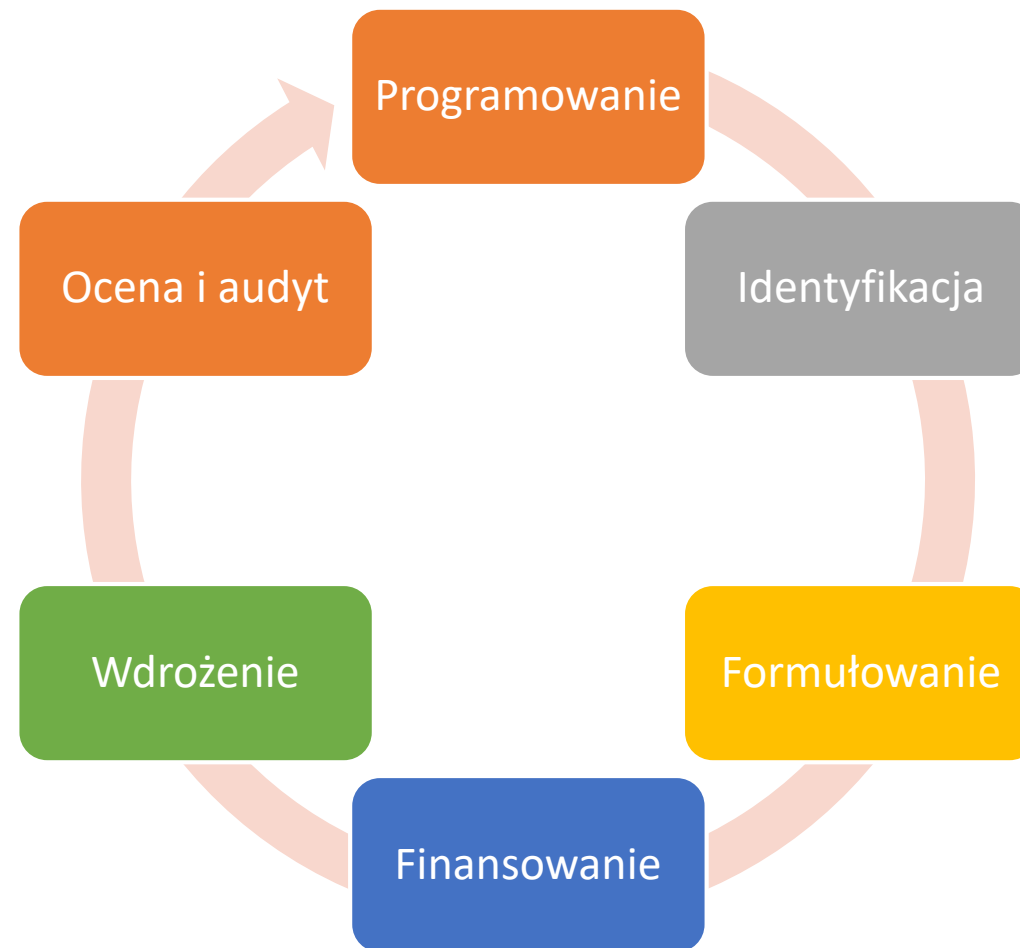 Programowanie
Identyfikacja
Formułowanie
Finansowanie
Wdrożenie
Ocena i audyt